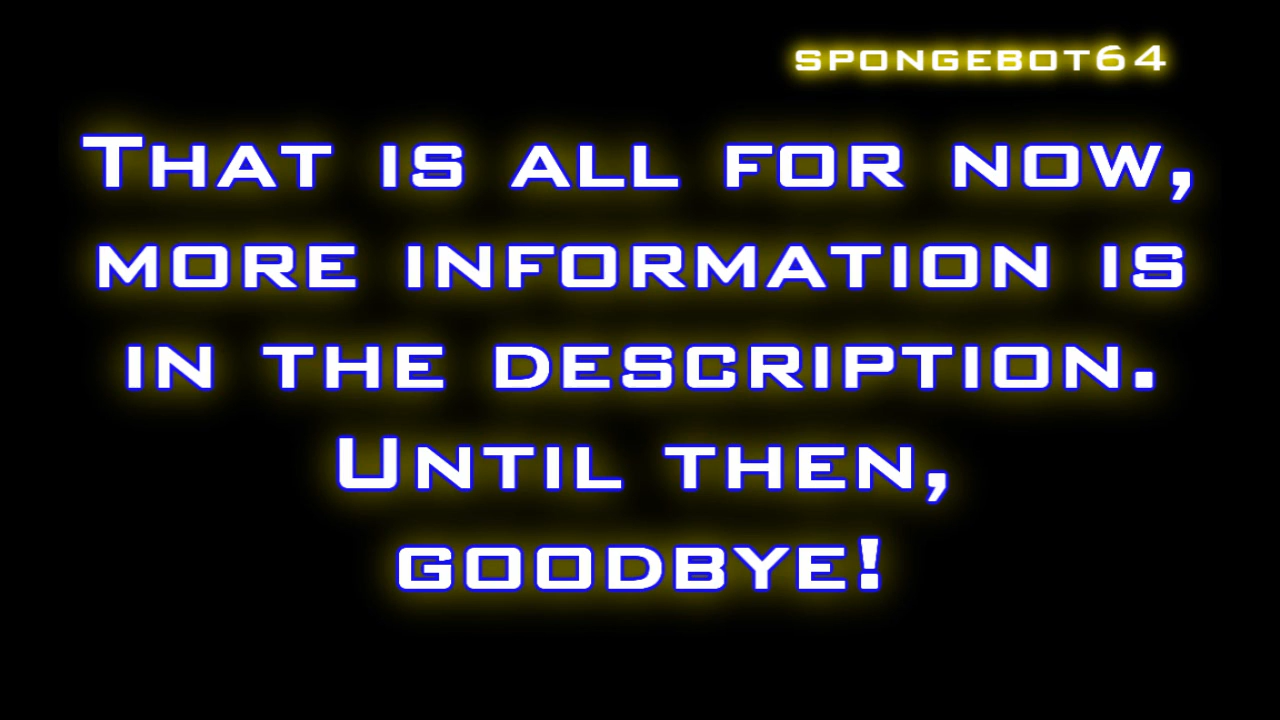 SPONGEBOT64
That is all for now,
more information is
in the description.
Until then,
goodbye!